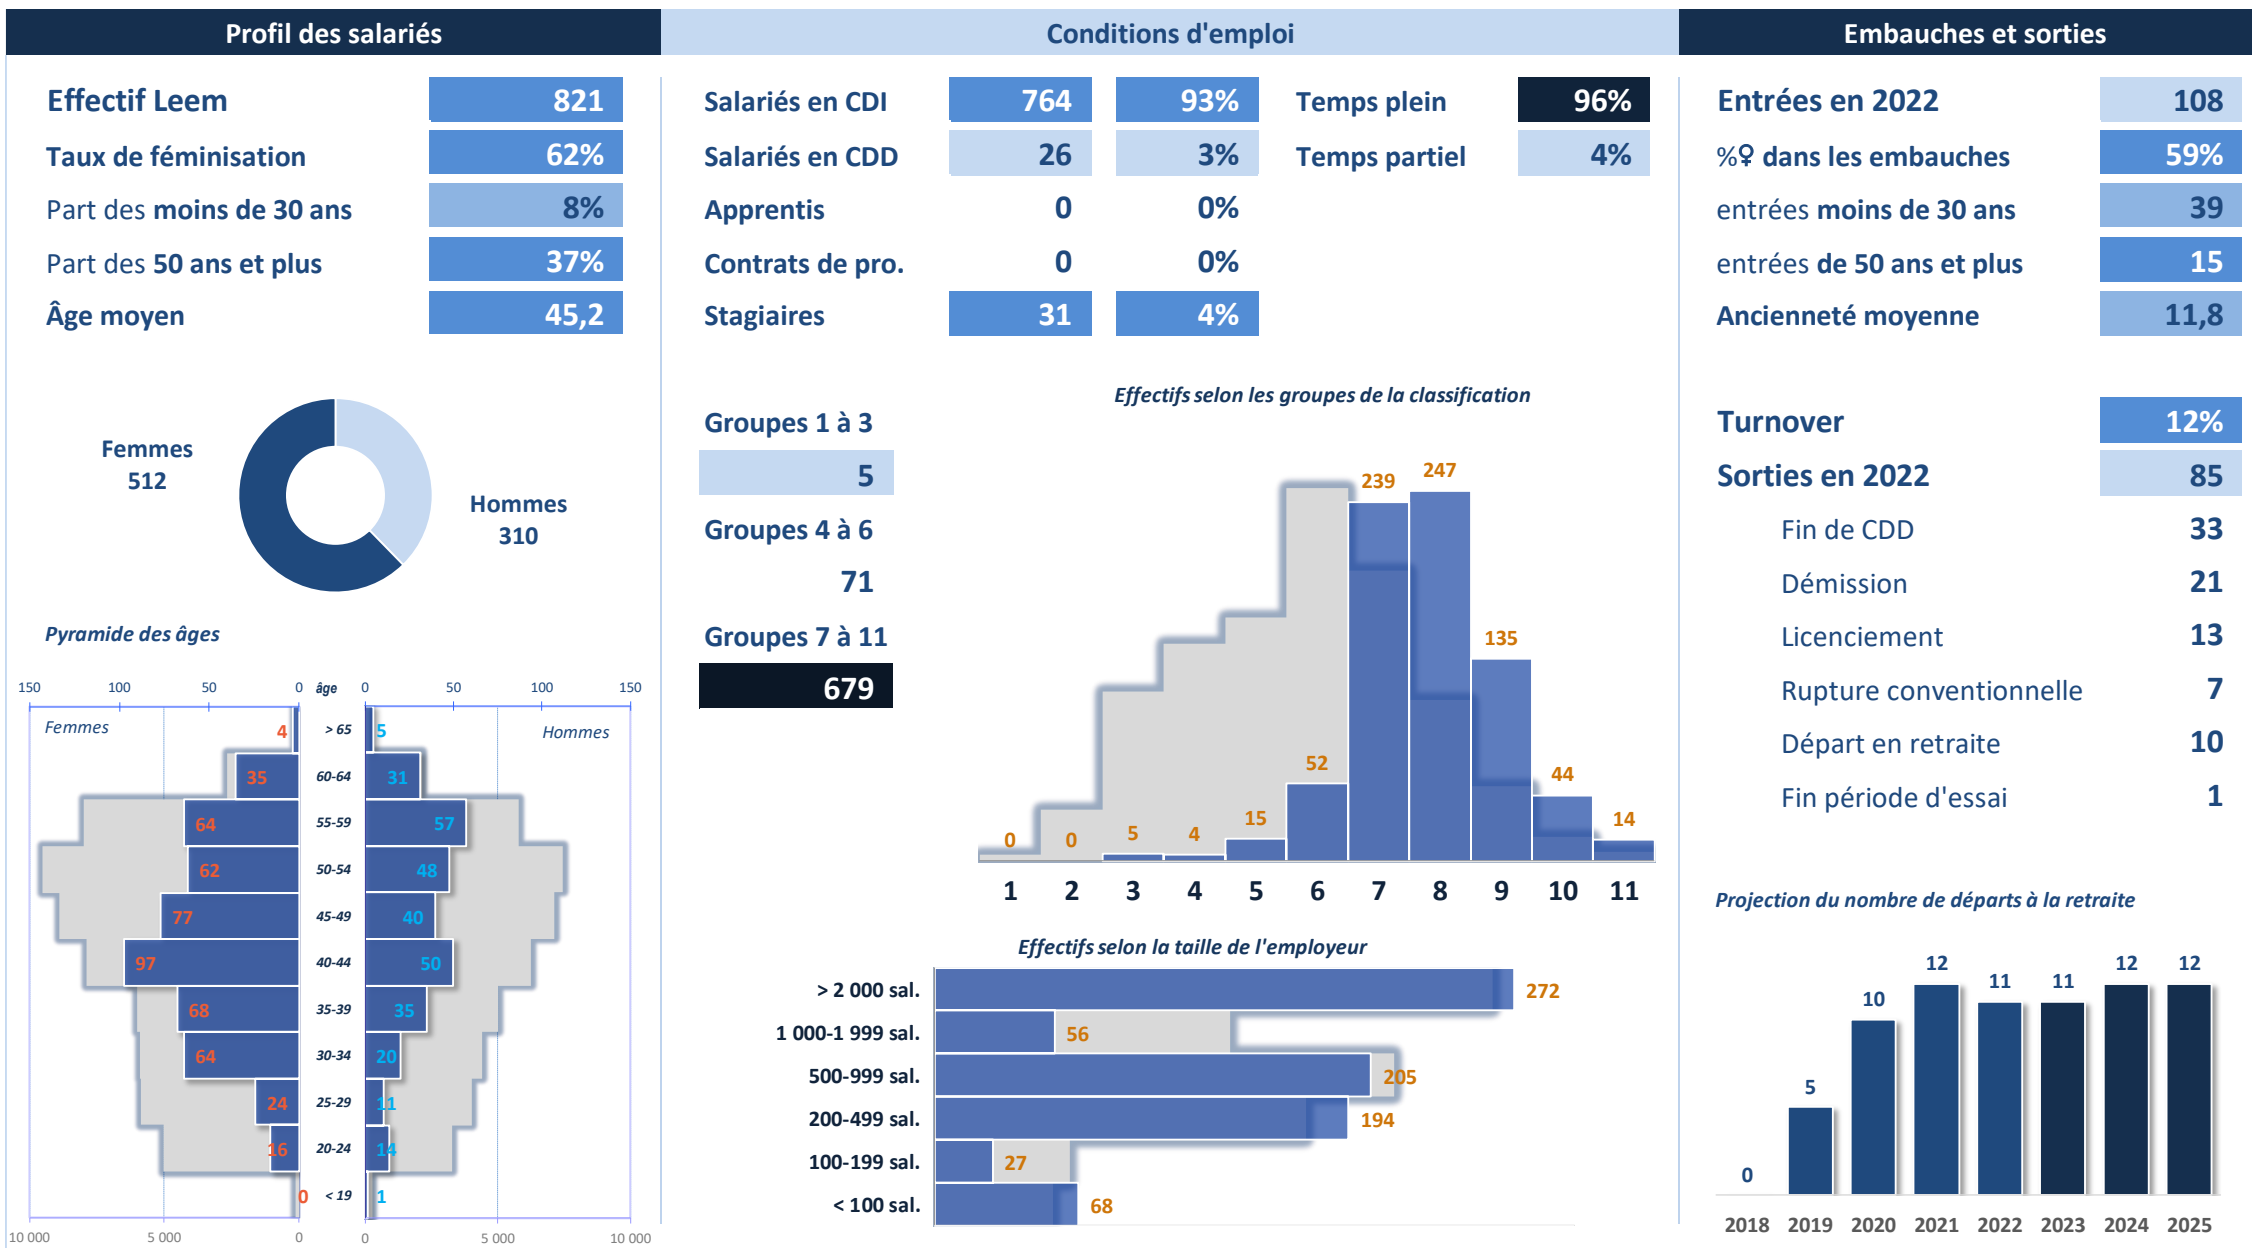 Profil des salariés
Effectif Leem 821
Taux de féminisation 62%
Part des moins de 30 ans 8%
Part des 50 ans et plus 37%
Âge moyen 45,2
Femmes
512
Hommes
310
Pyramide des âges
150 100 50 0 âge 0 50 100 150
Femmes Hommes
4 > 65 5
35 60-64 31
64 55-59 57
62 50-54 48
77 45-49 40
97 40-44 50
68 35-39 35
64 30-34 20
24 25-29 11
16 20-24 14
0 < 19 1
10 000 5 000 0 0 5 000 10 000
Conditions d'emploi
Salariés en CDI 764 93% Temps plein 96%
Salariés en CDD 26 3% Temps partiel 4%
Apprentis 0 0%
Contrats de pro. 0 0%
Stagiaires 31 4%
Groupes 1 à 3
5
Groupes 4 à 6
71
Groupes 7 à 11
679
Effectifs selon les groupes de la classification
0 0 5 4 15 52 239 247 135 44 14
1 2 3 4 5 6 7 8 9 10 11
Effectifs selon la taille de l'employeur
> 2 000 sal. 272
1 000-1 999 sal. 56
500-999 sal. 205
200-499 sal. 194
100-199 sal. 27
< 100 sal. 68
Embauches et sorties
Entrées en 2022 108
%♀ dans les embauches 59%
entrées moins de 30 ans 39
entrées de 50 ans et plus 15
Ancienneté moyenne 11,8
Turnover 12%
Sorties en 2022 85
Fin de CDD 33
Démission 21
Licenciement 13
Rupture conventionnelle 7
Départ en retraite 10
Fin période d'essai 1
Projection du nombre de départs à la retraite
0 5 10 12 11 11 12 12
2018 2019 2020 2021 2022 2023 2024 2025